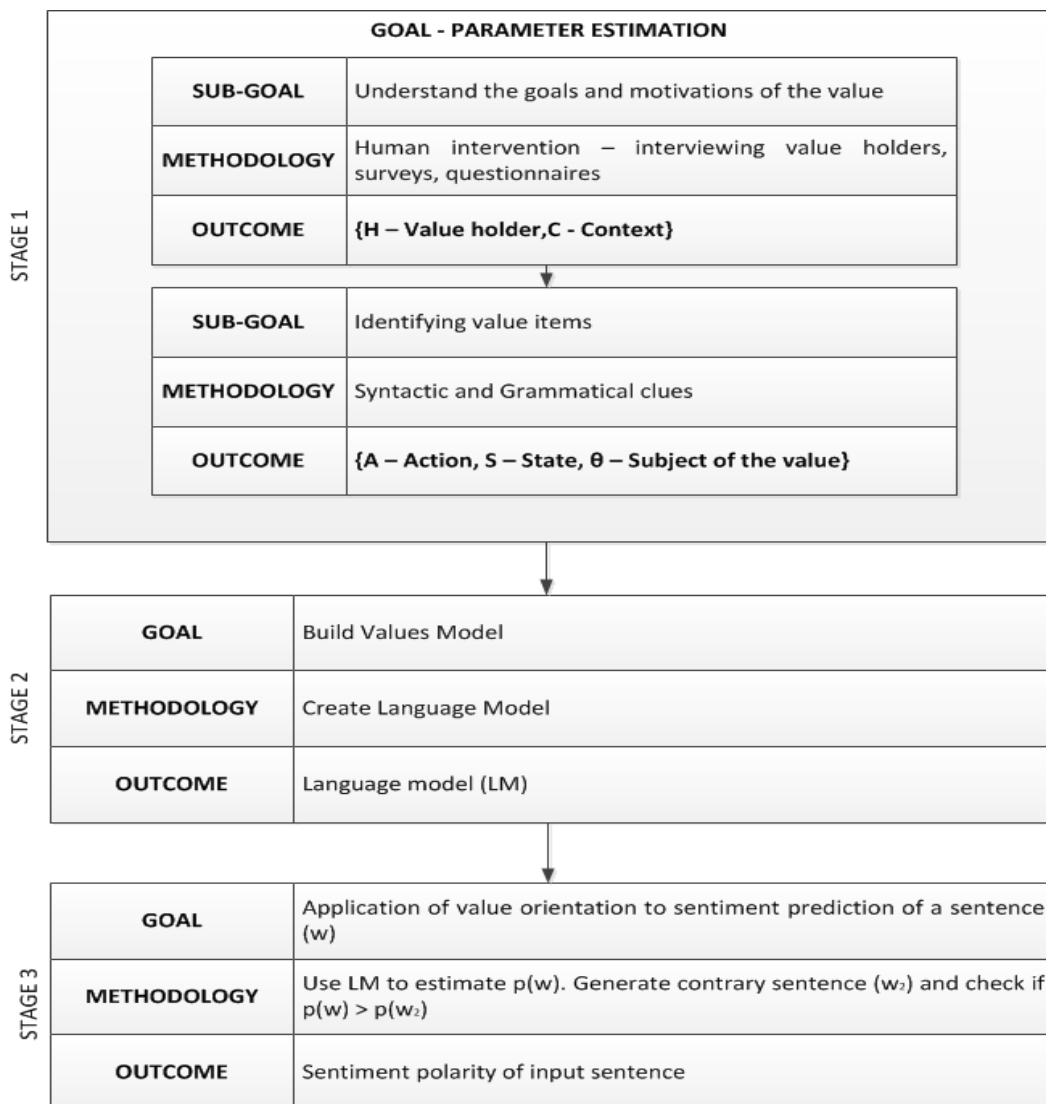 GOAL - PARAMETER ESTIMATION
STAGE 1
SUB-GOAL
Understand the goals and motivations of the value
METHODOLOGY
Human intervention – interviewing value holders,
surveys, questionnaires
OUTCOME
{H – Value holder,C - Context}
SUB-GOAL
Identifying value items
METHODOLOGY
Syntactic and Grammatical clues
OUTCOME
{A – Action, S – State, θ – Subject of the value}
STAGE 2
GOAL
Build Values Model
METHODOLOGY
Create Language Model
OUTCOME
Language model (LM)
STAGE 3
GOAL
Application of value orientation to sentiment prediction of a sentence
(w)
METHODOLOGY
Use LM to estimate p(w). Generate contrary sentence (w₂) and check if
p(w) > p(w₂)
OUTCOME
Sentiment polarity of input sentence